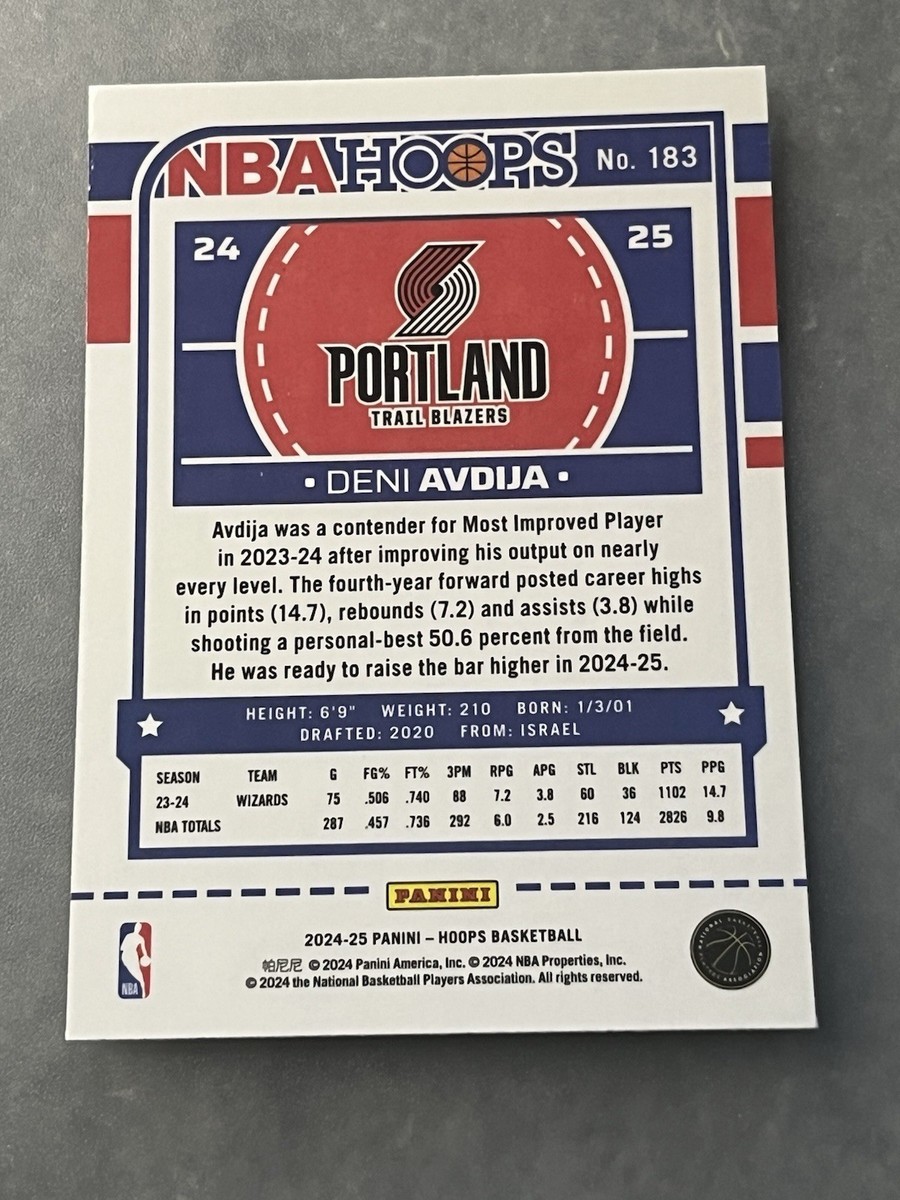 NBA HOOPS No. 183
24 25
PORTLAND
TRAIL BLAZERS
• DENI AVDIJA •
Avdija was a contender for Most Improved Player
in 2023-24 after improving his output on nearly
every level. The fourth-year forward posted career highs
in points (14.7), rebounds (7.2) and assists (3.8) while
shooting a personal-best 50.6 percent from the field.
He was ready to raise the bar higher in 2024-25.
HEIGHT: 6'9" WEIGHT: 210 BORN: 1/3/01
DRAFTED: 2020 FROM: ISRAEL
SEASON TEAM G FG% FT% 3PM RPG APG STL BLK PTS PPG
23-24 WIZARDS 75 .506 .740 88 7.2 3.8 60 36 1102 14.7
NBA TOTALS 287 .457 .736 292 6.0 2.5 216 124 2826 9.8
PANINI
2024-25 PANINI – HOOPS BASKETBALL
帕尼尼 © 2024 Panini America, Inc. © 2024 NBA Properties, Inc.
© 2024 the National Basketball Players Association. All rights reserved.
NBA
NATIONAL BASKETBALL PLAYERS ASSOCIATION